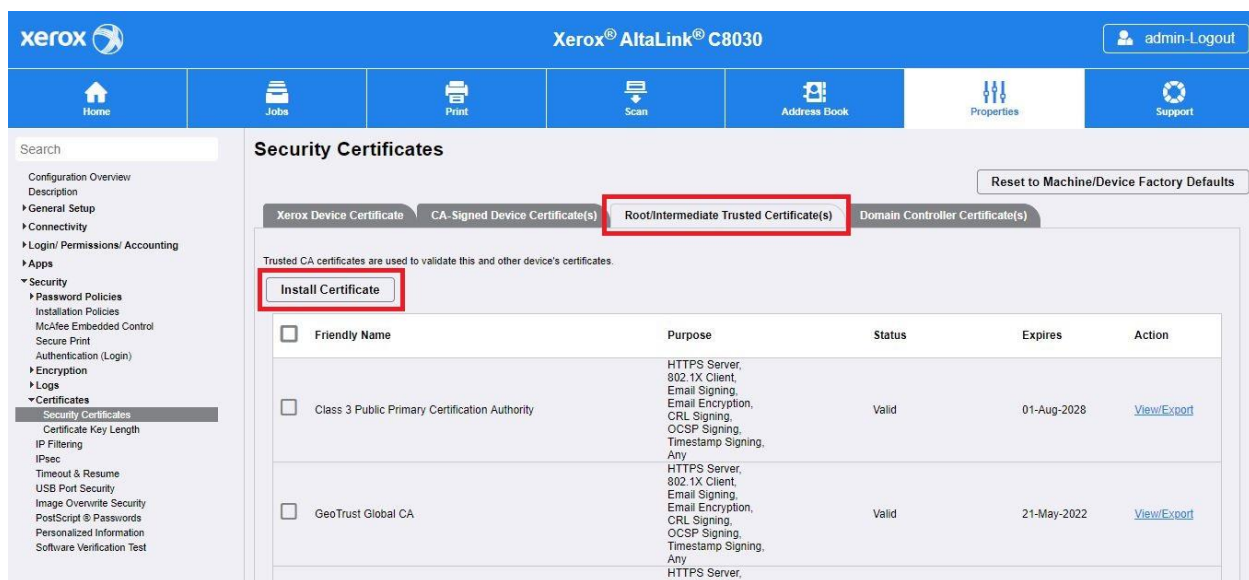 xerox
Xerox® AltaLink® C8030
admin-Logout
Home
Jobs
Print
Scan
Address Book
Properties
Support
Search
Configuration Overview
Description
General Setup
Connectivity
Login/ Permissions/ Accounting
Apps
Security
Password Policies
Installation Policies
McAfee Embedded Control
Secure Print
Authentication (Login)
Encryption
Logs
Certificates
Security Certificates
Certificate Key Length
IP Filtering
IPsec
Timeout & Resume
USB Port Security
Image Overwrite Security
PostScript ® Passwords
Personalized Information
Software Verification Test
Security Certificates
Reset to Machine/Device Factory Defaults
Xerox Device Certificate
CA-Signed Device Certificate(s)
Root/Intermediate Trusted Certificate(s)
Domain Controller Certificate(s)
Trusted CA certificates are used to validate this and other device's certificates.
Install Certificate
Friendly Name
Purpose
Status
Expires
Action
Class 3 Public Primary Certification Authority
HTTPS Server,
802.1X Client,
Email Signing,
Email Encryption,
CRL Signing,
OCSP Signing,
Timestamp Signing,
Any
Valid
01-Aug-2028
View/Export
GeoTrust Global CA
HTTPS Server,
802.1X Client,
Email Signing,
Email Encryption,
CRL Signing,
OCSP Signing,
Timestamp Signing,
Any
Valid
21-May-2022
View/Export
HTTPS Server,